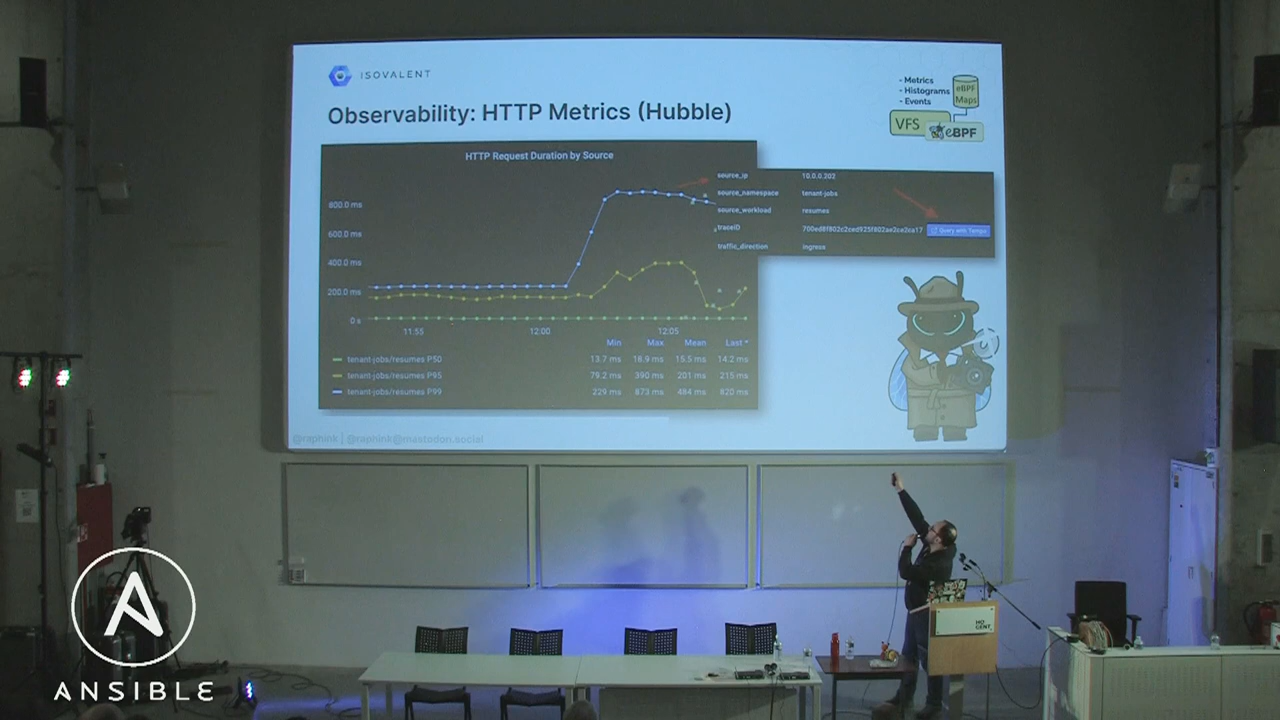 ISOVALENT
Observability: HTTP Metrics (Hubble)
- Metrics
- Histograms
- Events
eBPF
Maps
VFS
eBPF
HTTP Request Duration by Source
800.0 ms
600.0 ms
400.0 ms
200.0 ms
0 s
11:55 12:00 12:05
Min Max Mean Last *
tenant-jobs/resumes P50 13.7 ms 18.9 ms 15.5 ms 14.2 ms
tenant-jobs/resumes P95 79.2 ms 390 ms 201 ms 215 ms
tenant-jobs/resumes P99 229 ms 873 ms 484 ms 820 ms
source_ip 10.0.0.202
source_namespace tenant-jobs
source_workload resumes
traceID 700ed8f802c2ced925f802ae2ce2ca17 Query with Tempo
traffic_direction ingress
@raphink | @raphink@mastodon.social
HO
GENT
ANSIBLE